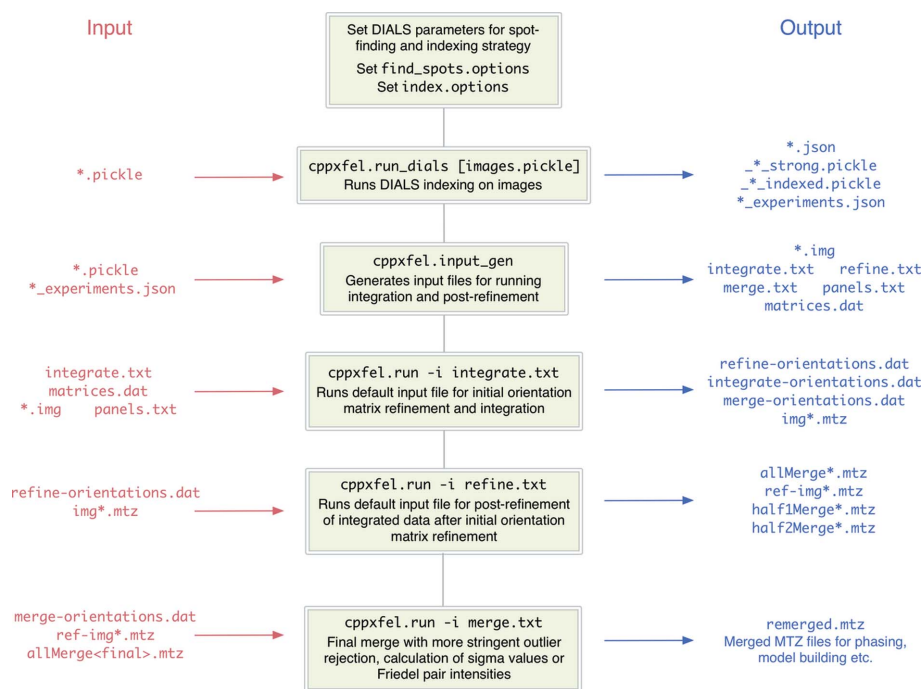 Input
Set DIALS parameters for spot-
finding and indexing strategy
Set find_spots.options
Set index.options
Output
*.pickle
cppxfel.run_dials [images.pickle]
Runs DIALS indexing on images
*.json
_*_strong.pickle
_*_indexed.pickle
*_experiments.json
*.pickle
*_experiments.json
cppxfel.input_gen
Generates input files for running
integration and post-refinement
*.img
integrate.txt refine.txt
merge.txt panels.txt
matrices.dat
integrate.txt
matrices.dat
*.img panels.txt
cppxfel.run -i integrate.txt
Runs default input file for initial orientation
matrix refinement and integration
refine-orientations.dat
integrate-orientations.dat
merge-orientations.dat
img*.mtz
refine-orientations.dat
img*.mtz
cppxfel.run -i refine.txt
Runs default input file for post-refinement
of integrated data after initial orientation
matrix refinement
allMerge*.mtz
ref-img*.mtz
half1Merge*.mtz
half2Merge*.mtz
merge-orientations.dat
ref-img*.mtz
allMerge<final>.mtz
cppxfel.run -i merge.txt
Final merge with more stringent outlier
rejection, calculation of sigma values or
Friedel pair intensities
remerged.mtz
Merged MTZ files for phasing,
model building etc.